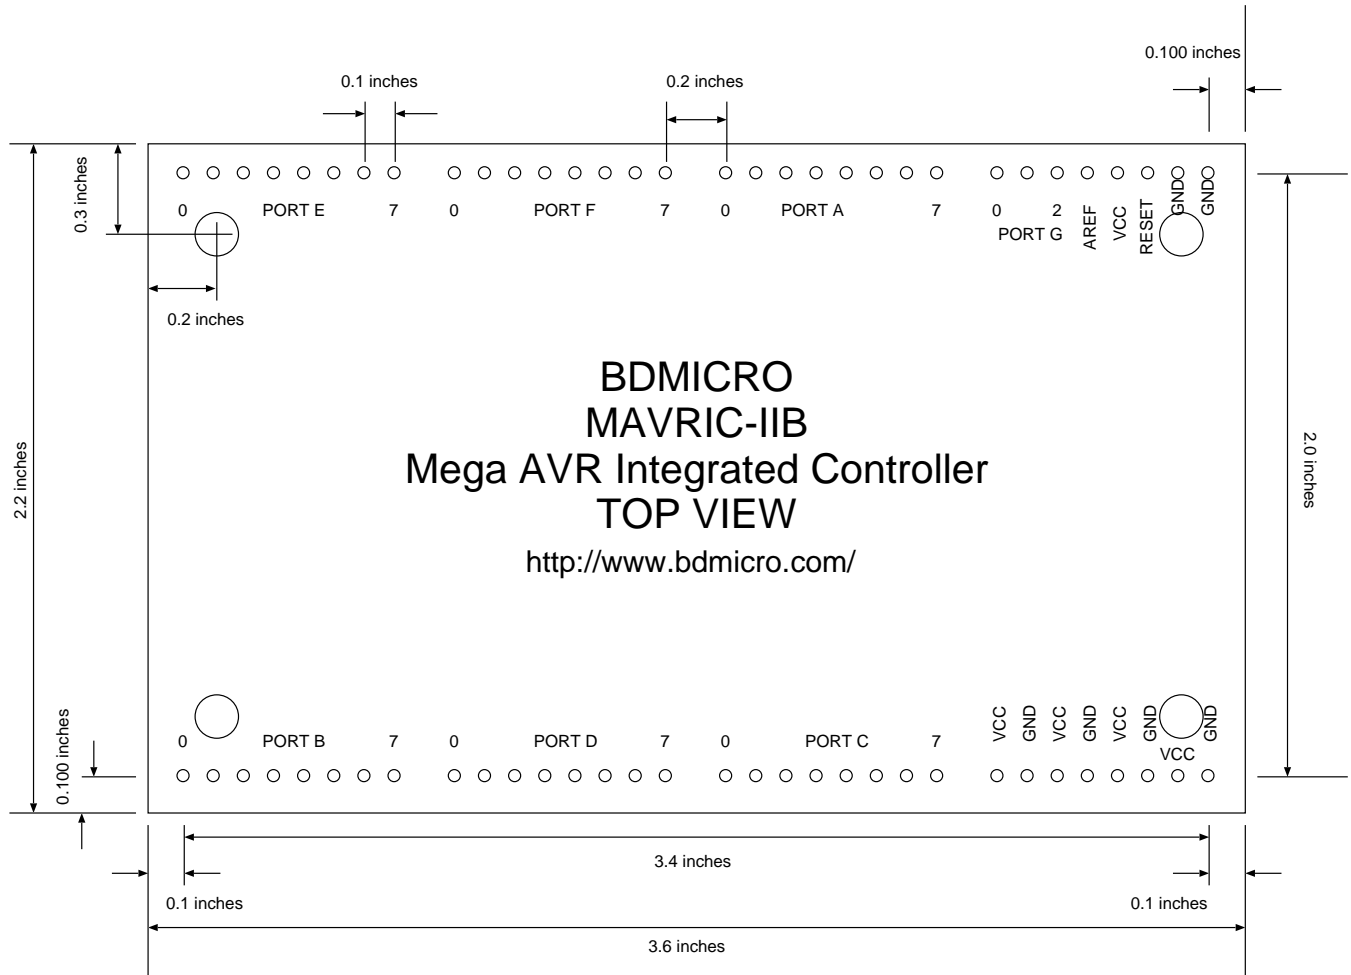 0.100 inches
0.1 inches 0.2 inches
0.3 inches
0 PORT E 7 0 PORT F 7 0 PORT A 7 0 2 AREF VCC RESET GND GND
PORT G
0.2 inches
BDMICRO
MAVRIC-IIB
Mega AVR Integrated Controller
TOP VIEW
http://www.bdmicro.com/
2.2 inches
2.0 inches
0 PORT B 7 0 PORT D 7 0 PORT C 7 VCC GND VCC GND VCC GND VCC GND
0.100 inches
3.4 inches
0.1 inches 0.1 inches
3.6 inches